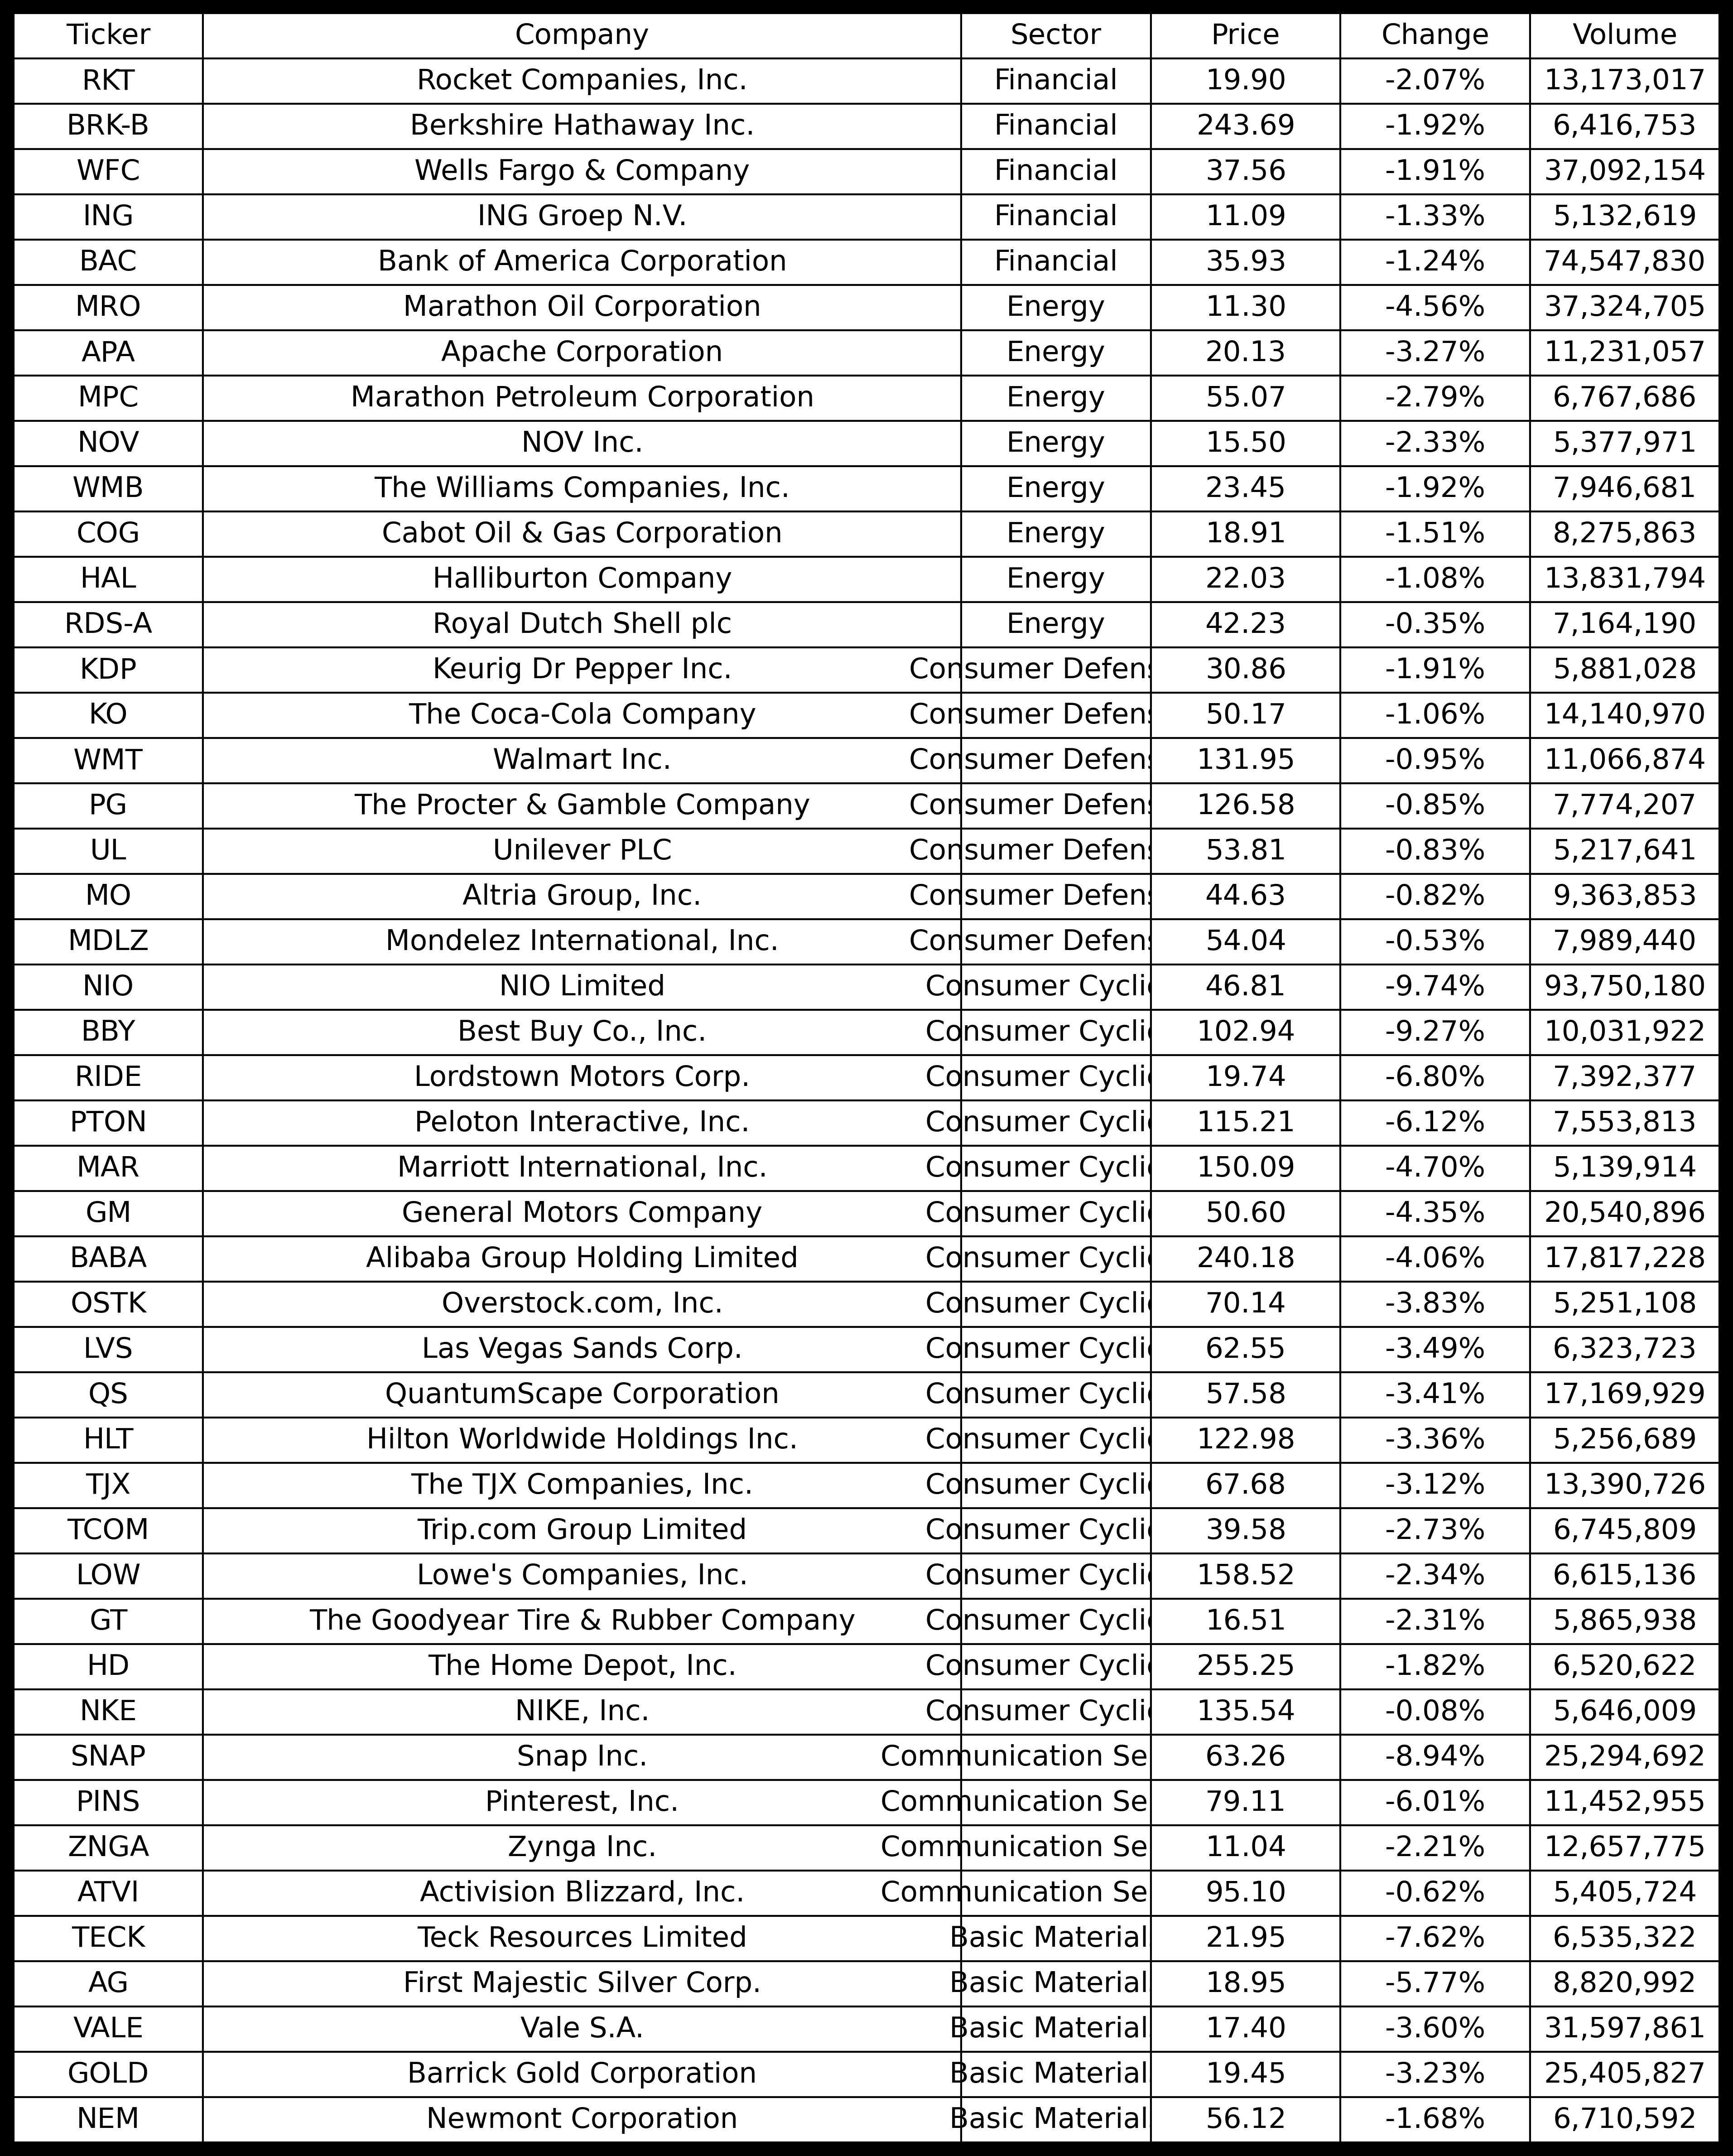 Ticker Company Sector Price Change Volume
RKT Rocket Companies, Inc. Financial 19.90 -2.07% 13,173,017
BRK-B Berkshire Hathaway Inc. Financial 243.69 -1.92% 6,416,753
WFC Wells Fargo & Company Financial 37.56 -1.91% 37,092,154
ING ING Groep N.V. Financial 11.09 -1.33% 5,132,619
BAC Bank of America Corporation Financial 35.93 -1.24% 74,547,830
MRO Marathon Oil Corporation Energy 11.30 -4.56% 37,324,705
APA Apache Corporation Energy 20.13 -3.27% 11,231,057
MPC Marathon Petroleum Corporation Energy 55.07 -2.79% 6,767,686
NOV NOV Inc. Energy 15.50 -2.33% 5,377,971
WMB The Williams Companies, Inc. Energy 23.45 -1.92% 7,946,681
COG Cabot Oil & Gas Corporation Energy 18.91 -1.51% 8,275,863
HAL Halliburton Company Energy 22.03 -1.08% 13,831,794
RDS-A Royal Dutch Shell plc Energy 42.23 -0.35% 7,164,190
KDP Keurig Dr Pepper Inc. Consumer Defens 30.86 -1.91% 5,881,028
KO The Coca-Cola Company Consumer Defens 50.17 -1.06% 14,140,970
WMT Walmart Inc. Consumer Defens 131.95 -0.95% 11,066,874
PG The Procter & Gamble Company Consumer Defens 126.58 -0.85% 7,774,207
UL Unilever PLC Consumer Defens 53.81 -0.83% 5,217,641
MO Altria Group, Inc. Consumer Defens 44.63 -0.82% 9,363,853
MDLZ Mondelez International, Inc. Consumer Defens 54.04 -0.53% 7,989,440
NIO NIO Limited Consumer Cyclic 46.81 -9.74% 93,750,180
BBY Best Buy Co., Inc. Consumer Cyclic 102.94 -9.27% 10,031,922
RIDE Lordstown Motors Corp. Consumer Cyclic 19.74 -6.80% 7,392,377
PTON Peloton Interactive, Inc. Consumer Cyclic 115.21 -6.12% 7,553,813
MAR Marriott International, Inc. Consumer Cyclic 150.09 -4.70% 5,139,914
GM General Motors Company Consumer Cyclic 50.60 -4.35% 20,540,896
BABA Alibaba Group Holding Limited Consumer Cyclic 240.18 -4.06% 17,817,228
OSTK Overstock.com, Inc. Consumer Cyclic 70.14 -3.83% 5,251,108
LVS Las Vegas Sands Corp. Consumer Cyclic 62.55 -3.49% 6,323,723
QS QuantumScape Corporation Consumer Cyclic 57.58 -3.41% 17,169,929
HLT Hilton Worldwide Holdings Inc. Consumer Cyclic 122.98 -3.36% 5,256,689
TJX The TJX Companies, Inc. Consumer Cyclic 67.68 -3.12% 13,390,726
TCOM Trip.com Group Limited Consumer Cyclic 39.58 -2.73% 6,745,809
LOW Lowe's Companies, Inc. Consumer Cyclic 158.52 -2.34% 6,615,136
GT The Goodyear Tire & Rubber Company Consumer Cyclic 16.51 -2.31% 5,865,938
HD The Home Depot, Inc. Consumer Cyclic 255.25 -1.82% 6,520,622
NKE NIKE, Inc. Consumer Cyclic 135.54 -0.08% 5,646,009
SNAP Snap Inc. Communication Se 63.26 -8.94% 25,294,692
PINS Pinterest, Inc. Communication Se 79.11 -6.01% 11,452,955
ZNGA Zynga Inc. Communication Se 11.04 -2.21% 12,657,775
ATVI Activision Blizzard, Inc. Communication Se 95.10 -0.62% 5,405,724
TECK Teck Resources Limited Basic Material 21.95 -7.62% 6,535,322
AG First Majestic Silver Corp. Basic Material 18.95 -5.77% 8,820,992
VALE Vale S.A. Basic Material 17.40 -3.60% 31,597,861
GOLD Barrick Gold Corporation Basic Material 19.45 -3.23% 25,405,827
NEM Newmont Corporation Basic Material 56.12 -1.68% 6,710,592